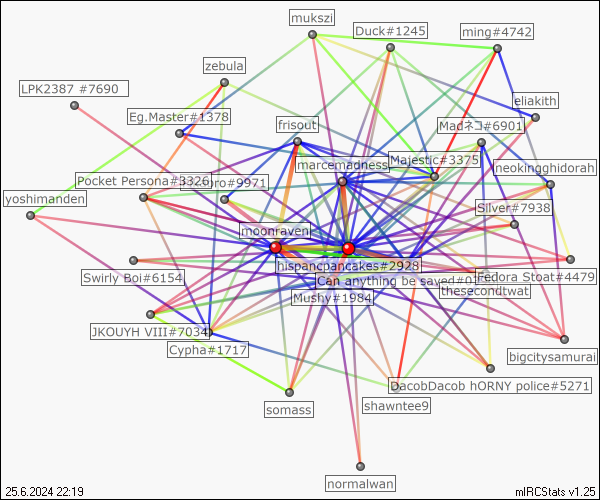 mukszi
Duck#1245
ming#4742
zebula
LPK2387 #7690
eliakith
Eg.Master#1378
frisout
Madネコ#6901
marcemadness
Majestic#3375
neokingghidorah
Pocket Persona#3326
gro#9971
yoshimanden
Silver#7938
moonraven
hispancpancakes#2928
Swirly Boi#6154
Can anything be saved#0
Fedora Stoat#4479
thesecondtwat
Mushy#1984
JKOUYH VIII#7034
Cypha#1717
bigcitysamurai
DacobDacob hORNY police#5271
somass
shawntee9
normalwan
25.6.2024 22:19
mIRCStats v1.25